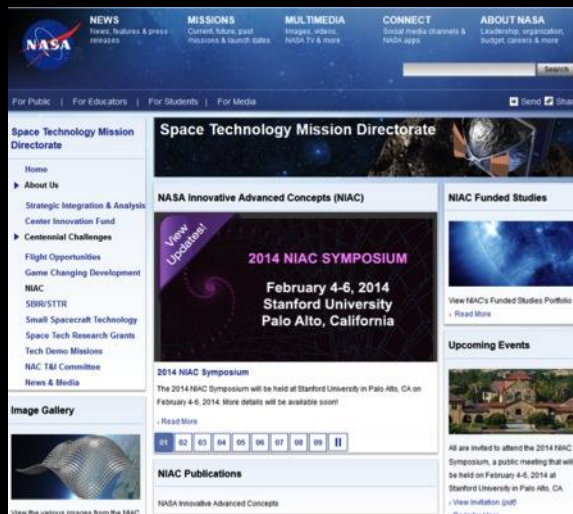 NASA
NEWS
News, features & press
releases
MISSIONS
Current, future, past
missions & launch dates
MULTIMEDIA
Images, videos,
NASA TV & more
CONNECT
Social media channels &
NASA apps
ABOUT NASA
Leadership, organization,
budget, careers & more
Search
For Public | For Educators | For Students | For Media
Send
Shar
Space Technology Mission
Directorate
Home
About Us
Strategic Integration & Analysis
Center Innovation Fund
Centennial Challenges
Flight Opportunities
Game Changing Development
NIAC
SBIR/STTR
Small Spacecraft Technology
Space Tech Research Grants
Tech Demo Missions
NAC T&I Committee
News & Media
Image Gallery
View the various images from the NIAC
Space Technology Mission Directorate
NASA Innovative Advanced Concepts (NIAC)
View
Updates!
2014 NIAC SYMPOSIUM
February 4-6, 2014
Stanford University
Palo Alto, California
2014 NIAC Symposium
The 2014 NIAC Symposium will be held at Stanford University in Palo Alto, CA on
February 4-6, 2014. More details will be available soon!
› Read More
01 02 03 04 05 06 07 08 09
NIAC Publications
NASA Innovative Advanced Concepts
NIAC Funded Studies
View NIAC's Funded Studies Portfolio
› Read More
Upcoming Events
All are invited to attend the 2014 NIAC
Symposium, a public meeting that will
be held on February 4-6, 2014 at
Stanford University in Palo Alto, CA
› View Invitation (pdf)